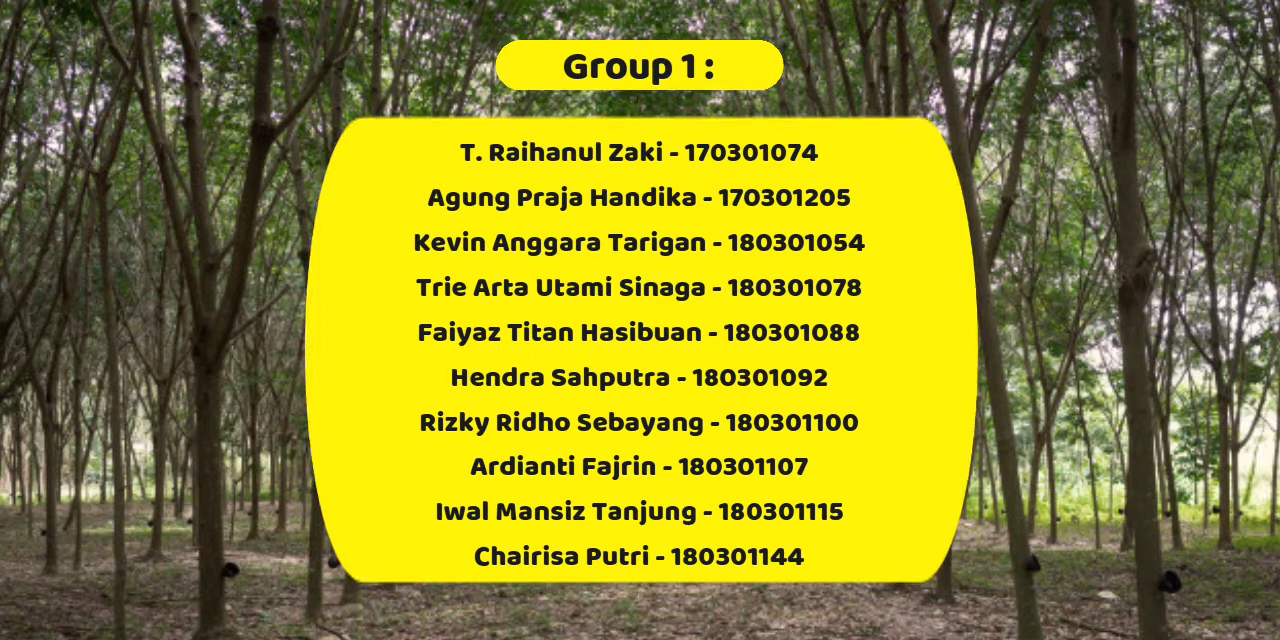 Group 1 :
T. Raihanul Zaki - 170301074
Agung Praja Handika - 170301205
Kevin Anggara Tarigan - 180301054
Trie Arta Utami Sinaga - 180301078
Faiyaz Titan Hasibuan - 180301088
Hendra Sahputra - 180301092
Rizky Ridho Sebayang - 180301100
Ardianti Fajrin - 180301107
Iwal Mansiz Tanjung - 180301115
Chairisa Putri - 180301144